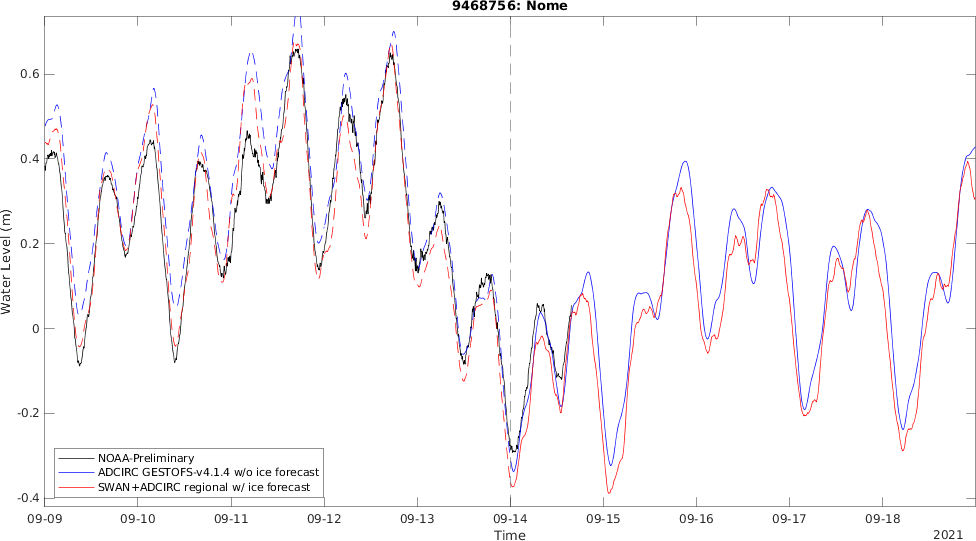 9468756: Nome
Water Level (m)
0.6
0.4
0.2
0
-0.2
-0.4
NOAA-Preliminary
ADCIRC GESTOFS-v4.1.4 w/o ice forecast
SWAN+ADCIRC regional w/ ice forecast
09-09 09-10 09-11 09-12 09-13 09-14 09-15 09-16 09-17 09-18
Time
2021